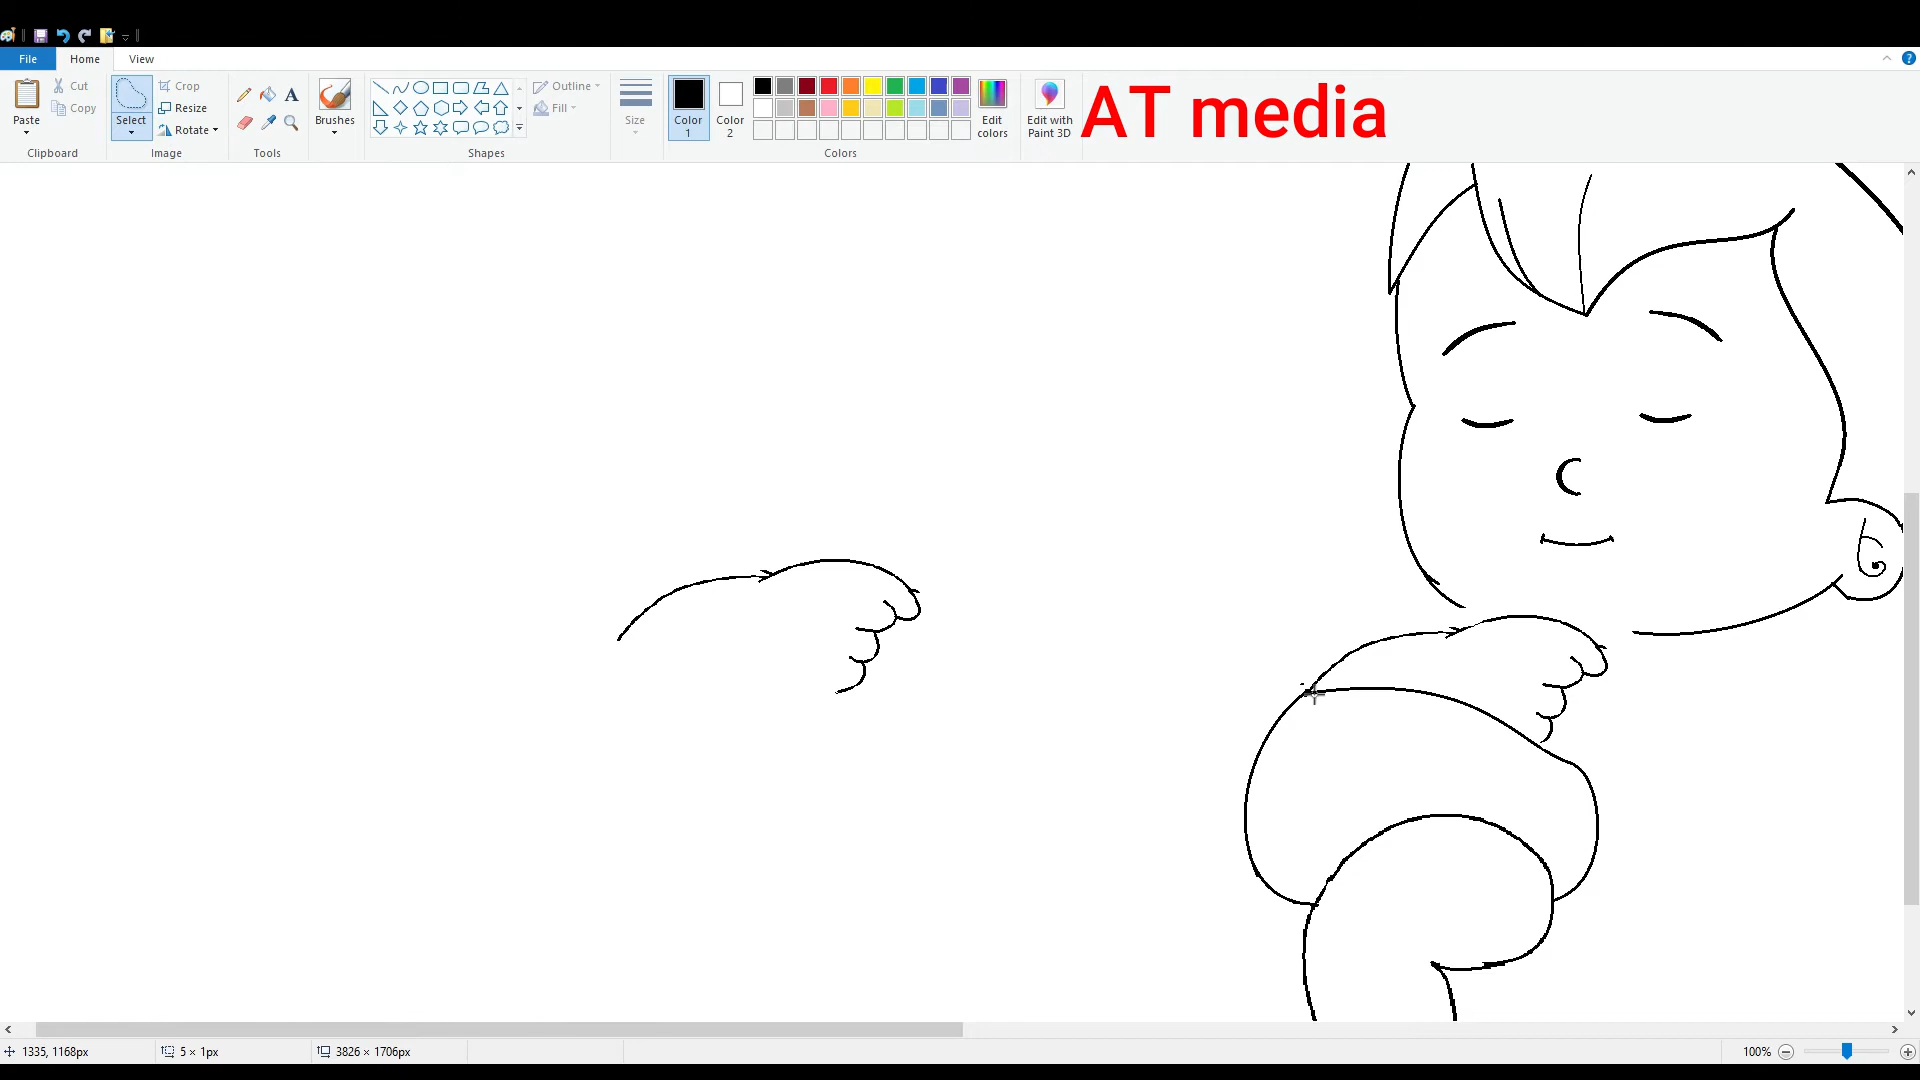 File Home View
Paste Cut Copy Clipboard
Select Crop Resize Rotate Image
A Tools
Brushes
Shapes
Outline Fill
Size
Color 1 Color 2 Edit colors Colors
Edit with Paint 3D
AT media
1335, 1168px 5 × 1px 3826 × 1706px 100%